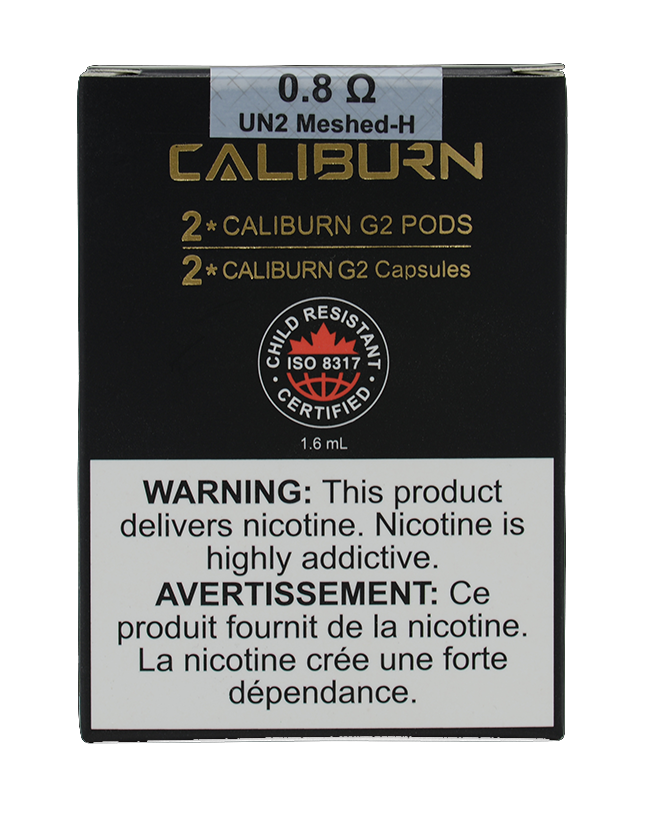 0.8 Ω
UN2 Meshed-H
CALIBURN
2* CALIBURN G2 PODS
2* CALIBURN G2 Capsules
CHILD RESISTANT
ISO 8317
• CERTIFIED •
1.6 mL
WARNING: This product
delivers nicotine. Nicotine is
highly addictive.
AVERTISSEMENT: Ce
produit fournit de la nicotine.
La nicotine crée une forte
dépendance.